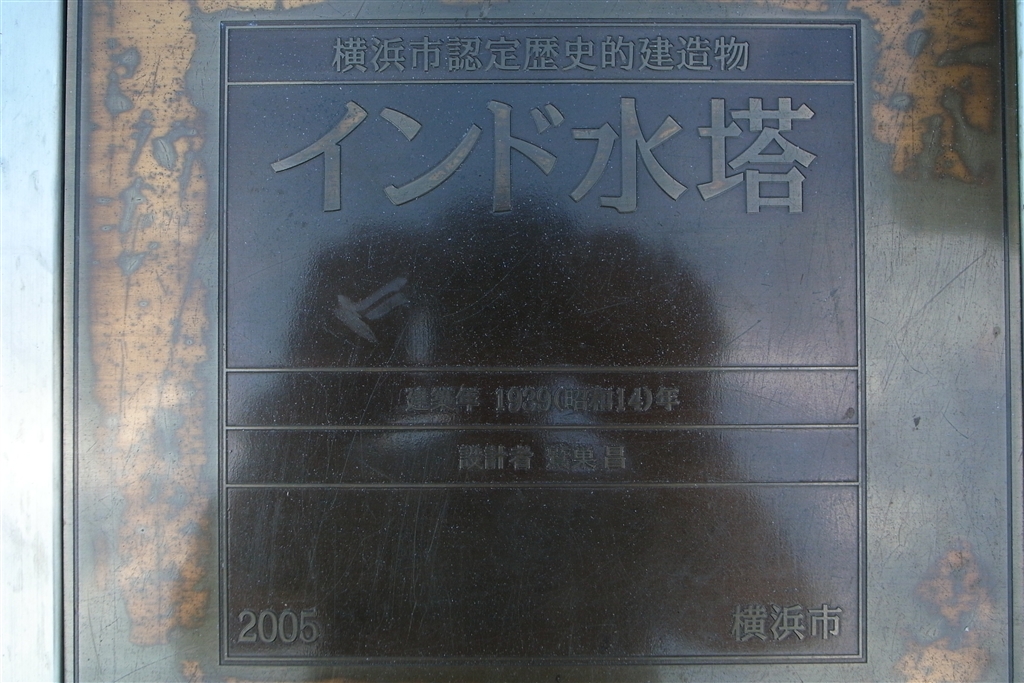 横浜市認定歴史的建造物
インド水塔
建築年 1939(昭和14)年
設計者 鷲巣 昌
2005 横浜市